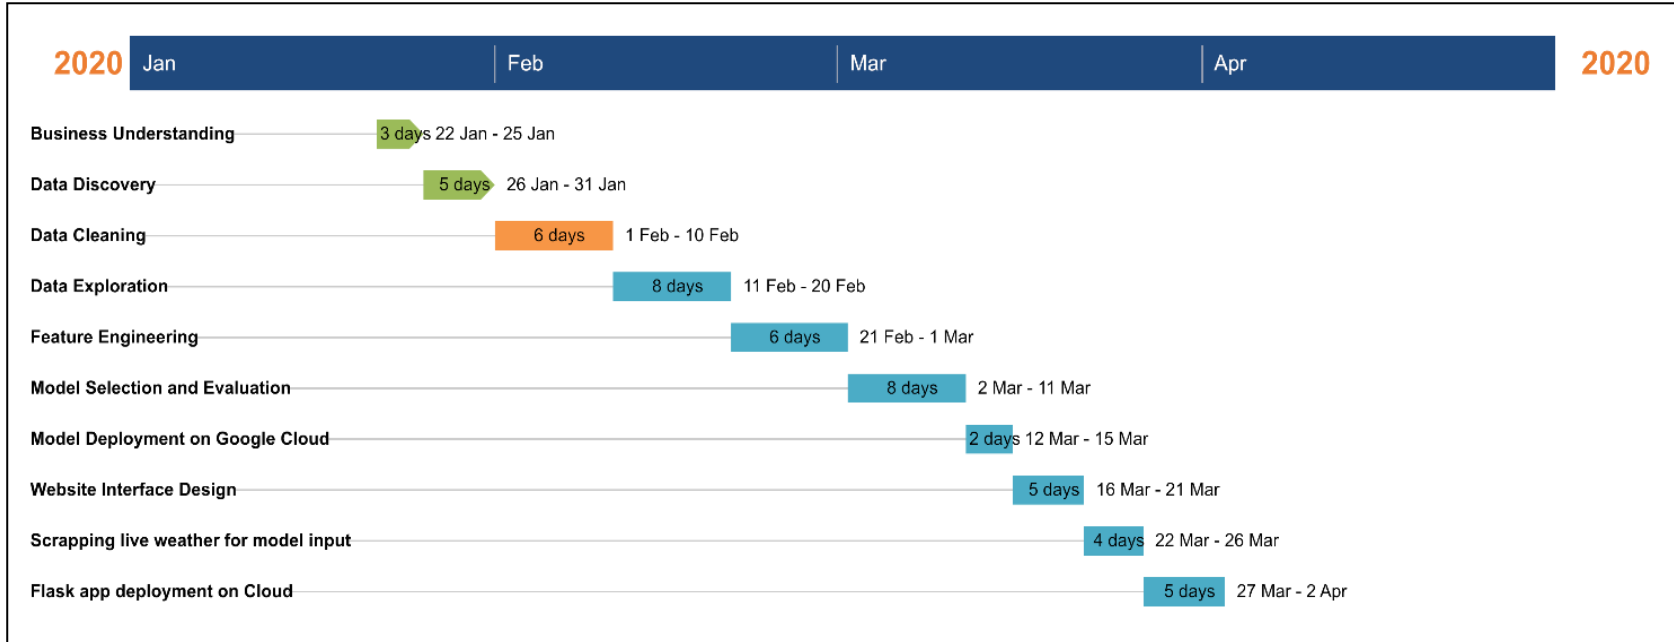 2020 Jan Feb Mar Apr 2020
Business Understanding 3 days 22 Jan - 25 Jan
Data Discovery 5 days 26 Jan - 31 Jan
Data Cleaning 6 days 1 Feb - 10 Feb
Data Exploration 8 days 11 Feb - 20 Feb
Feature Engineering 6 days 21 Feb - 1 Mar
Model Selection and Evaluation 8 days 2 Mar - 11 Mar
Model Deployment on Google Cloud 2 days 12 Mar - 15 Mar
Website Interface Design 5 days 16 Mar - 21 Mar
Scrapping live weather for model input 4 days 22 Mar - 26 Mar
Flask app deployment on Cloud 5 days 27 Mar - 2 Apr